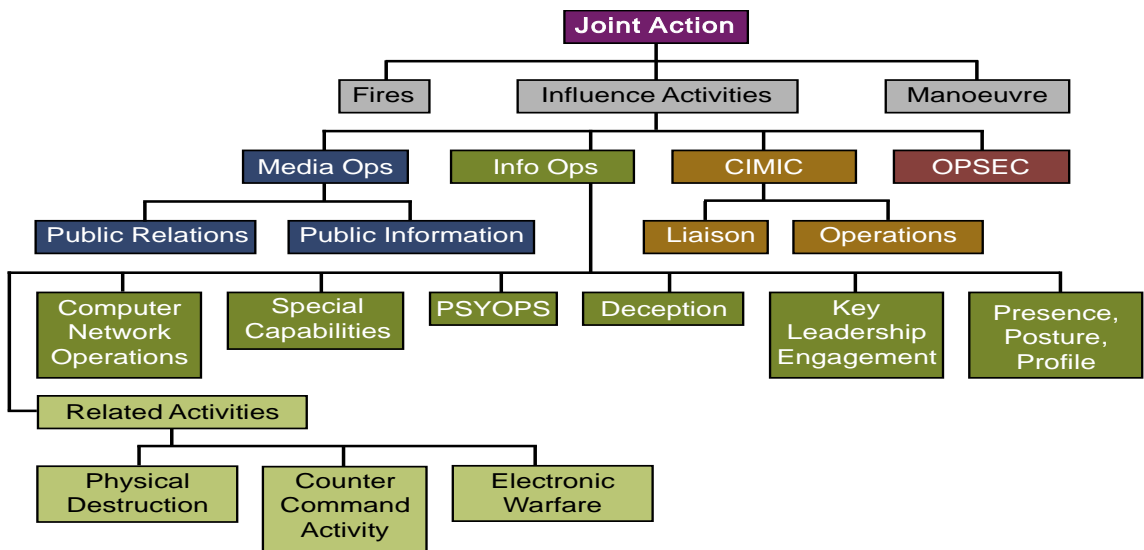 Joint Action
Fires
Influence Activities
Manoeuvre
Media Ops
Info Ops
CIMIC
OPSEC
Public Relations
Public Information
Liaison
Operations
Computer
Network
Operations
Special
Capabilities
PSYOPS
Deception
Key
Leadership
Engagement
Presence,
Posture,
Profile
Related Activities
Physical
Destruction
Counter
Command
Activity
Electronic
Warfare